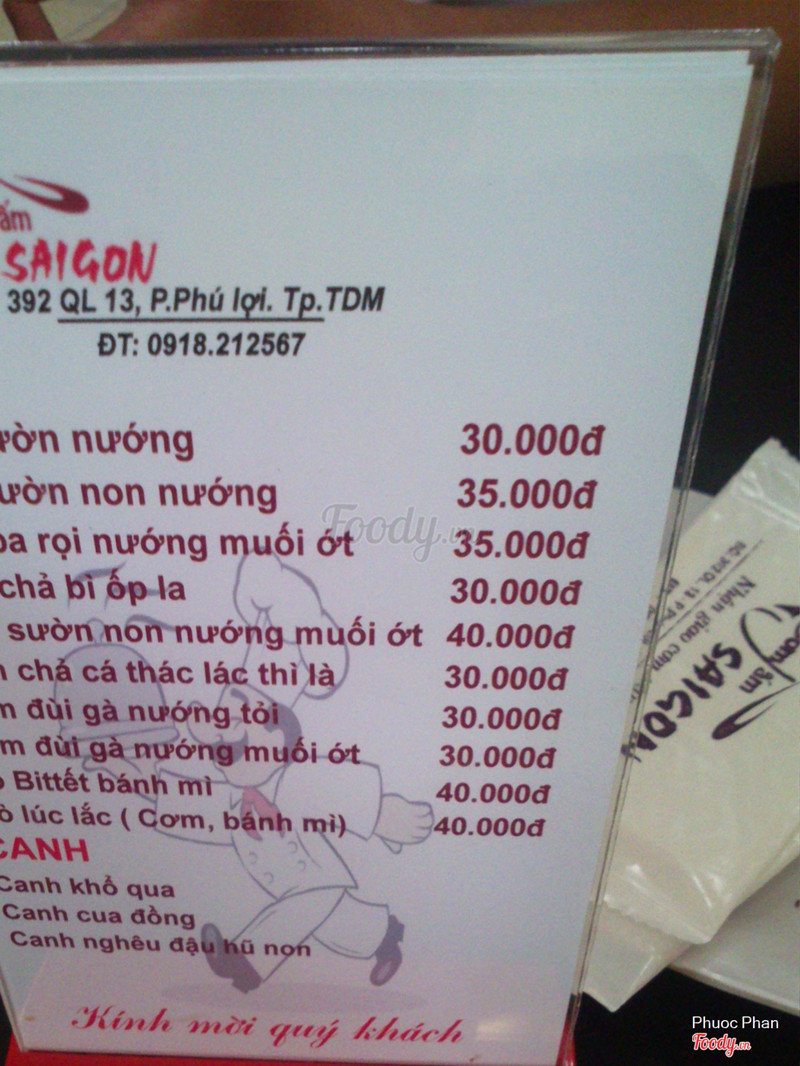 ấm
SAIGON
392 QL 13, P.Phú lợi. Tp.TDM
ĐT: 0918.212567
ườn nướng 30.000đ
ườn non nướng 35.000đ
ba rọi nướng muối ớt 35.000đ
chả bì ốp la 30.000đ
sườn non nướng muối ớt 40.000đ
chả cá thác lác thì là 30.000đ
m đùi gà nướng tỏi 30.000đ
m đùi gà nướng muối ớt 30.000đ
Bittết bánh mì 40.000đ
ò lúc lắc ( Cơm, bánh mì) 40.000đ
CANH
Canh khổ qua
Canh cua đồng
Canh nghêu đậu hũ non
Kính mời quý khách
Foody.vn
Nhận giao cơm
SAIGON
Phuoc Phan
Foody.vn